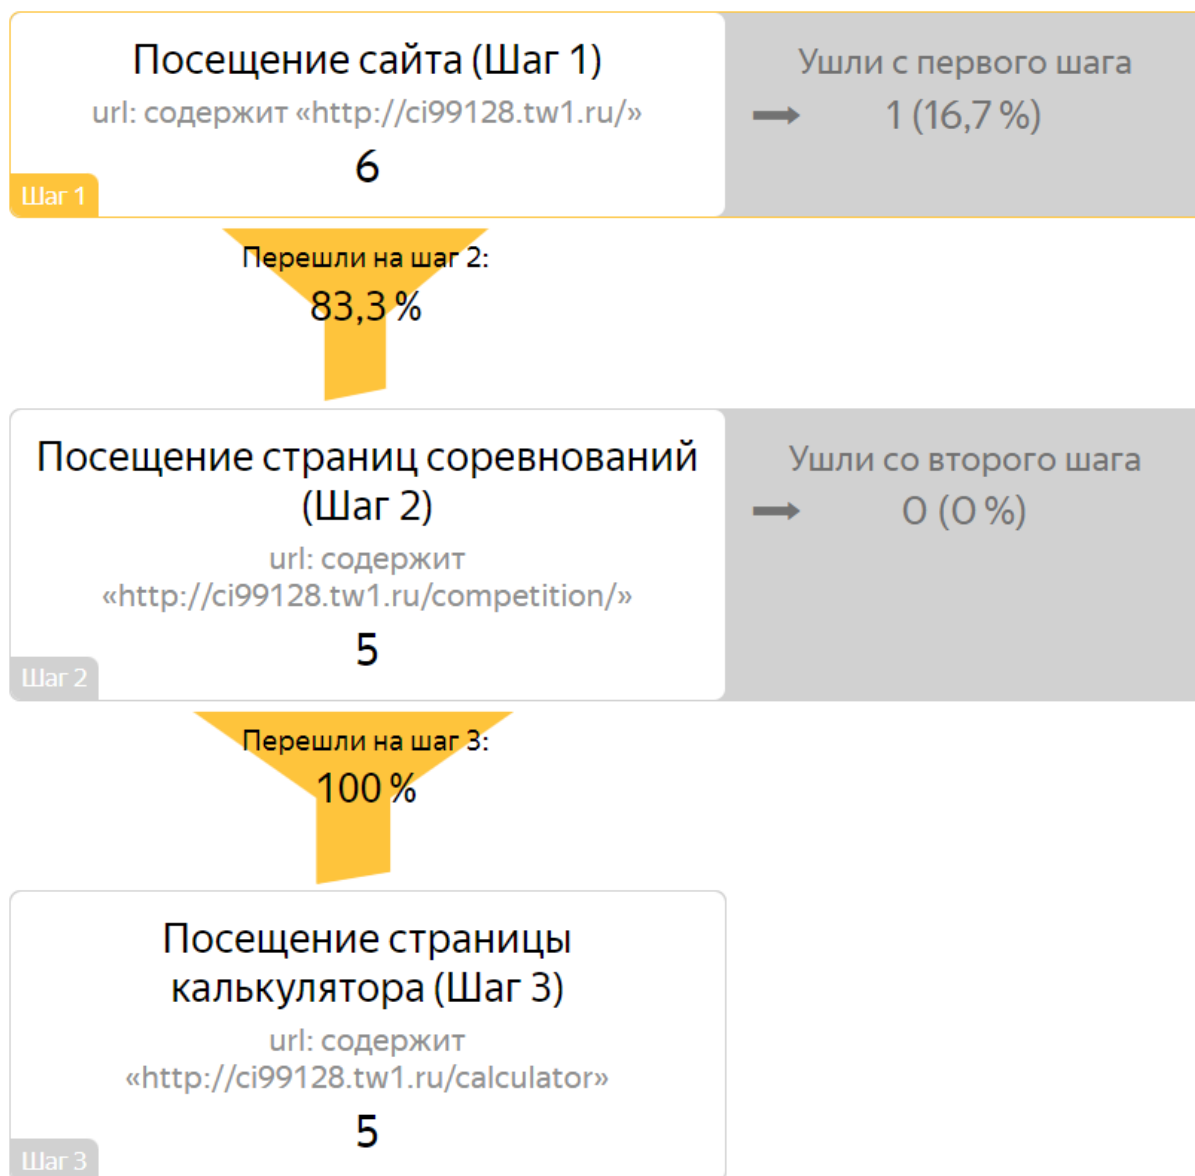 Посещение сайта (Шаг 1)
url: содержит «http://ci99128.tw1.ru/»
6
Шаг 1
Ушли с первого шага
1 (16,7 %)
Перешли на шаг 2:
83,3 %
Посещение страниц соревнований
(Шаг 2)
url: содержит
«http://ci99128.tw1.ru/competition/»
5
Шаг 2
Ушли со второго шага
0 (0 %)
Перешли на шаг 3:
100 %
Посещение страницы
калькулятора (Шаг 3)
url: содержит
«http://ci99128.tw1.ru/calculator»
5
Шаг 3